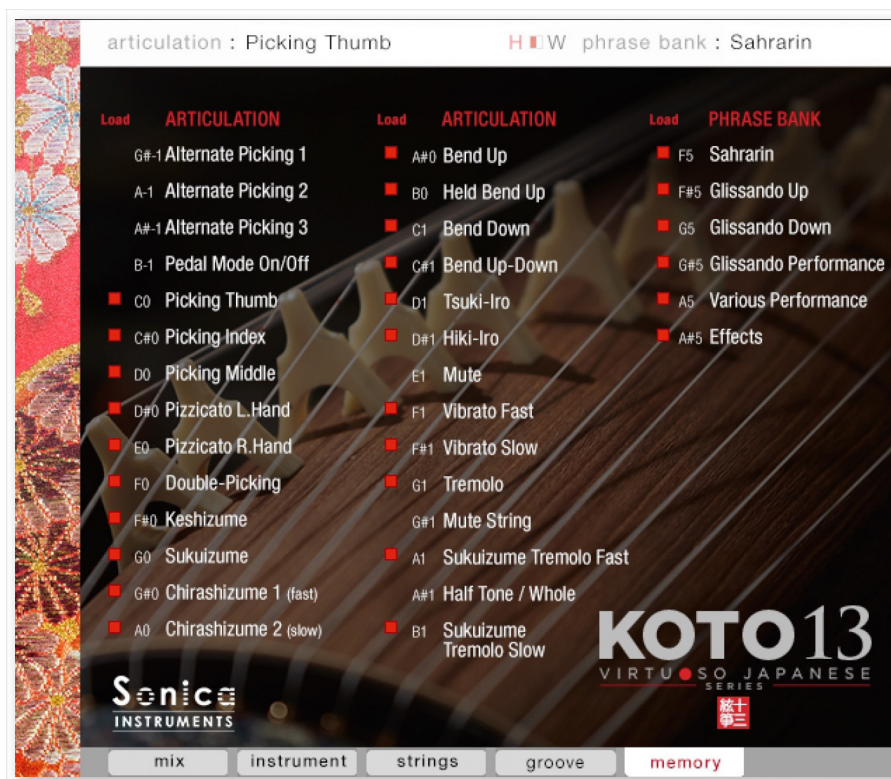 articulation : Picking Thumb
H W phrase bank : Sahrarin
Load ARTICULATION
G#-1 Alternate Picking 1
A-1 Alternate Picking 2
A#-1 Alternate Picking 3
B-1 Pedal Mode On/Off
C0 Picking Thumb
C#0 Picking Index
D0 Picking Middle
D#0 Pizzicato L.Hand
E0 Pizzicato R.Hand
F0 Double-Picking
F#0 Keshizume
G0 Sukuizume
G#0 Chirashizume 1 (fast)
A0 Chirashizume 2 (slow)
Load ARTICULATION
A#0 Bend Up
B0 Held Bend Up
C1 Bend Down
C#1 Bend Up-Down
D1 Tsuki-Iro
D#1 Hiki-Iro
E1 Mute
F1 Vibrato Fast
F#1 Vibrato Slow
G1 Tremolo
G#1 Mute String
A1 Sukuizume Tremolo Fast
A#1 Half Tone / Whole
B1 Sukuizume
Tremolo Slow
Load PHRASE BANK
F5 Sahrarin
F#5 Glissando Up
G5 Glissando Down
G#5 Glissando Performance
A5 Various Performance
A#5 Effects
KOTO 13
VIRTUOSO JAPANESE
SERIES
十三
絃箏
Sonica
INSTRUMENTS
mix
instrument
strings
groove
memory